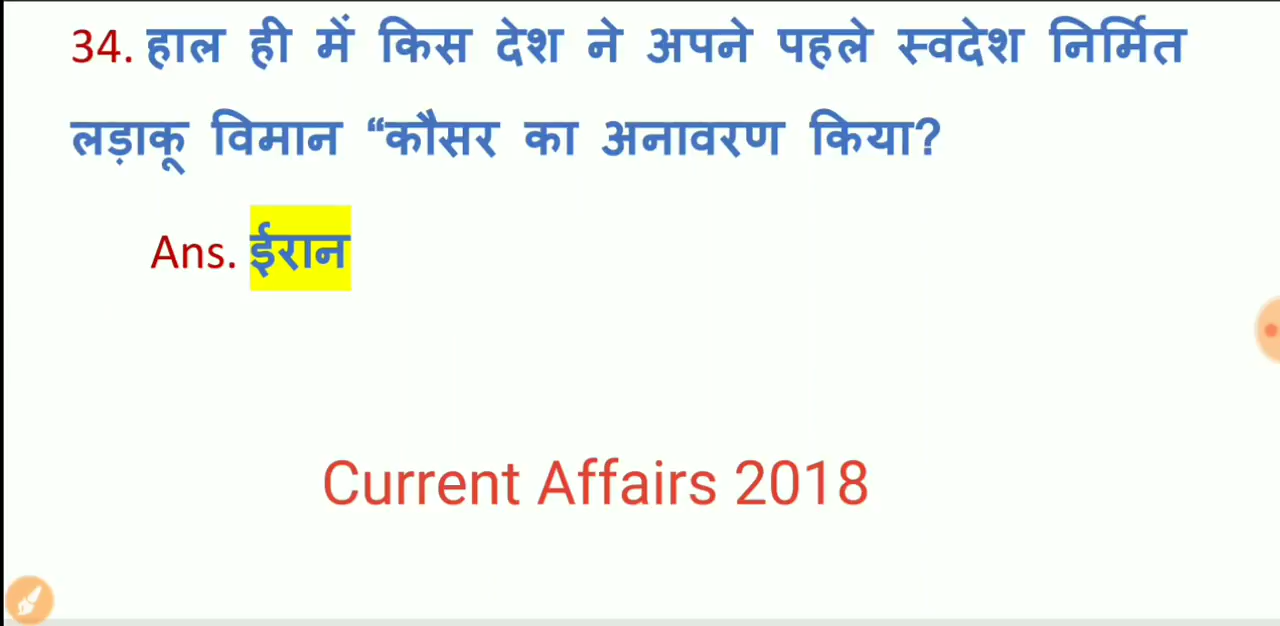 34. हाल ही में किस देश ने अपने पहले स्वदेश निर्मित
लड़ाकू विमान “कौसर का अनावरण किया?
Ans. ईरान
Current Affairs 2018